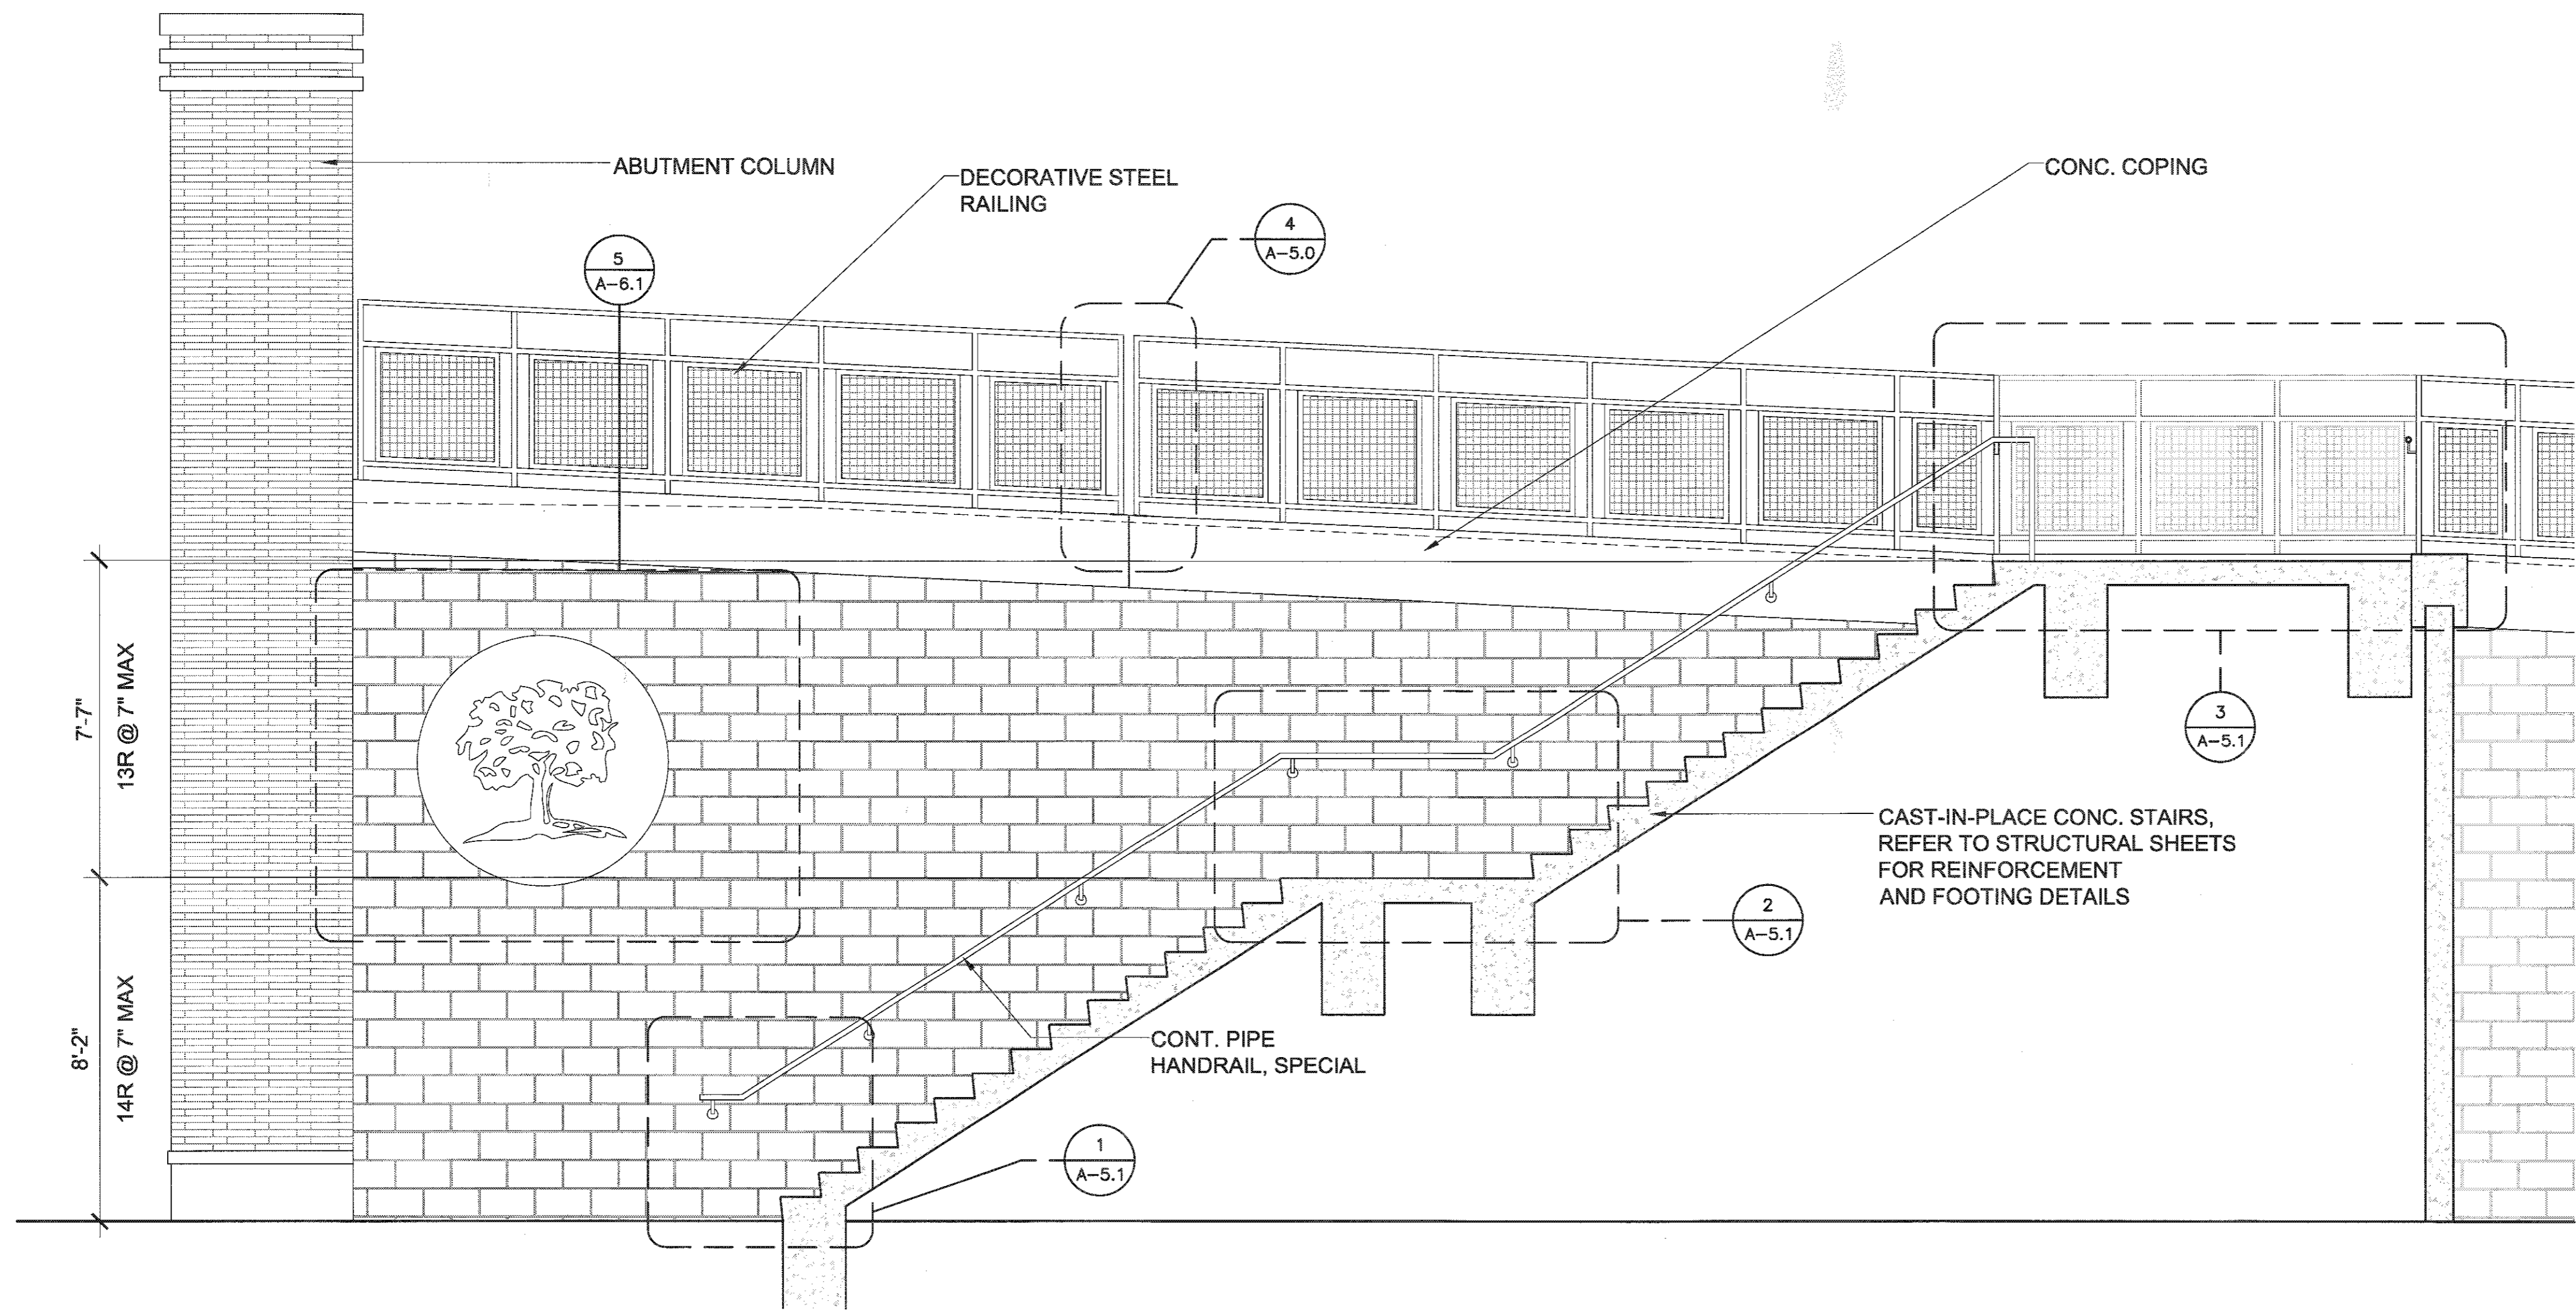 ABUTMENT COLUMN
DECORATIVE STEEL
RAILING
CONC. COPING
4
A-5.0
5
A-6.1
7'-7"
13R @ 7" MAX
3
A-5.1
CAST-IN-PLACE CONC. STAIRS,
REFER TO STRUCTURAL SHEETS
FOR REINFORCEMENT
AND FOOTING DETAILS
2
A-5.1
8'-2"
14R @ 7" MAX
CONT. PIPE
HANDRAIL, SPECIAL
1
A-5.1